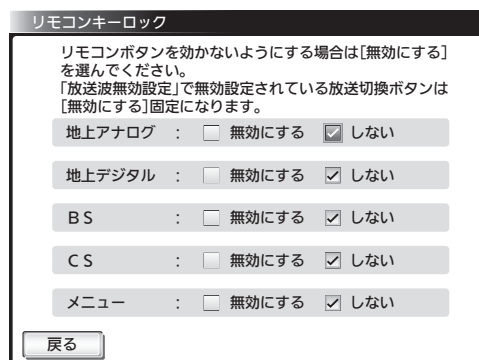 リモコンキーロック
リモコンボタンを効かないようにする場合は[無効にする]
を選んでください。
「放送波無効設定」で無効設定されている放送切換ボタンは
[無効にする]固定になります。
地上アナログ : 無効にする しない
地上デジタル : 無効にする しない
BS : 無効にする しない
CS : 無効にする しない
メニュー : 無効にする しない
戻る